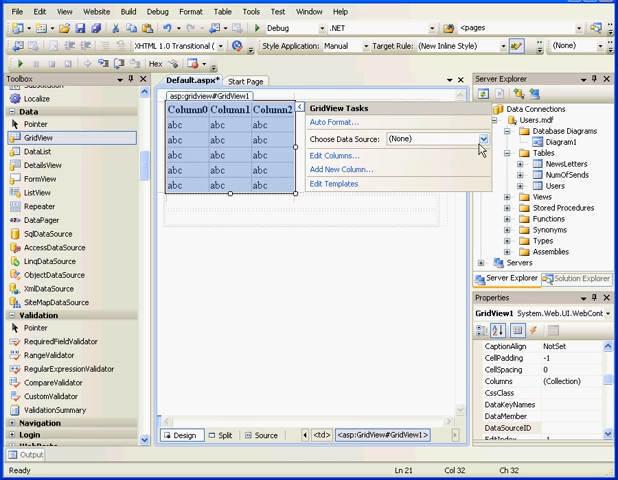 File Edit View Website Build Debug Format Table Tools Test Window Help
Debug .NET <pages
XHTML 1.0 Transitional ( Style Application: Manual Target Rule: (New Inline Style) (None)
Hex
Toolbox
Localize
Data
Pointer
GridView
DataList
DetailsView
FormView
ListView
Repeater
DataPager
SqlDataSource
AccessDataSource
LinqDataSource
ObjectDataSource
XmlDataSource
SiteMapDataSource
Validation
Pointer
RequiredFieldValidator
RangeValidator
RegularExpressionValidator
CompareValidator
CustomValidator
ValidationSummary
Navigation
Login
Output
Default.aspx* Start Page
asp:gridview#GridView1
Column0 Column1 Column2
abc abc abc
abc abc abc
abc abc abc
abc abc abc
abc abc abc
GridView Tasks
Auto Format...
Choose Data Source: (None)
Edit Columns...
Add New Column...
Edit Templates
Design Split Source <td> <asp:GridView#GridView1>
Server Explorer
Data Connections
Users.mdf
Database Diagrams
Diagram1
Tables
NewsLetters
NumOfSends
Users
Views
Stored Procedures
Functions
Synonyms
Types
Assemblies
Servers
Server Explorer Solution Explorer
Properties
GridView1 System.Web.UI.WebCont
CaptionAlign NotSet
CellPadding -1
CellSpacing 0
Columns (Collection)
CssClass
DataKeyNames
DataMember
DataSourceID
EditIndex -1
Ready Ln 21 Col 32 Ch 32